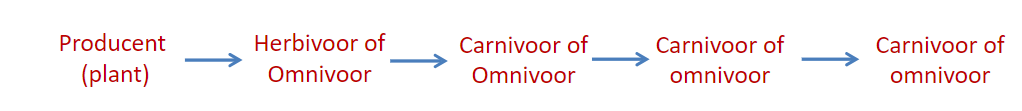 Producent
(plant)
Herbivoor of
Omnivoor
Carnivoor of
Omnivoor
Carnivoor of
omnivoor
Carnivoor of
omnivoor